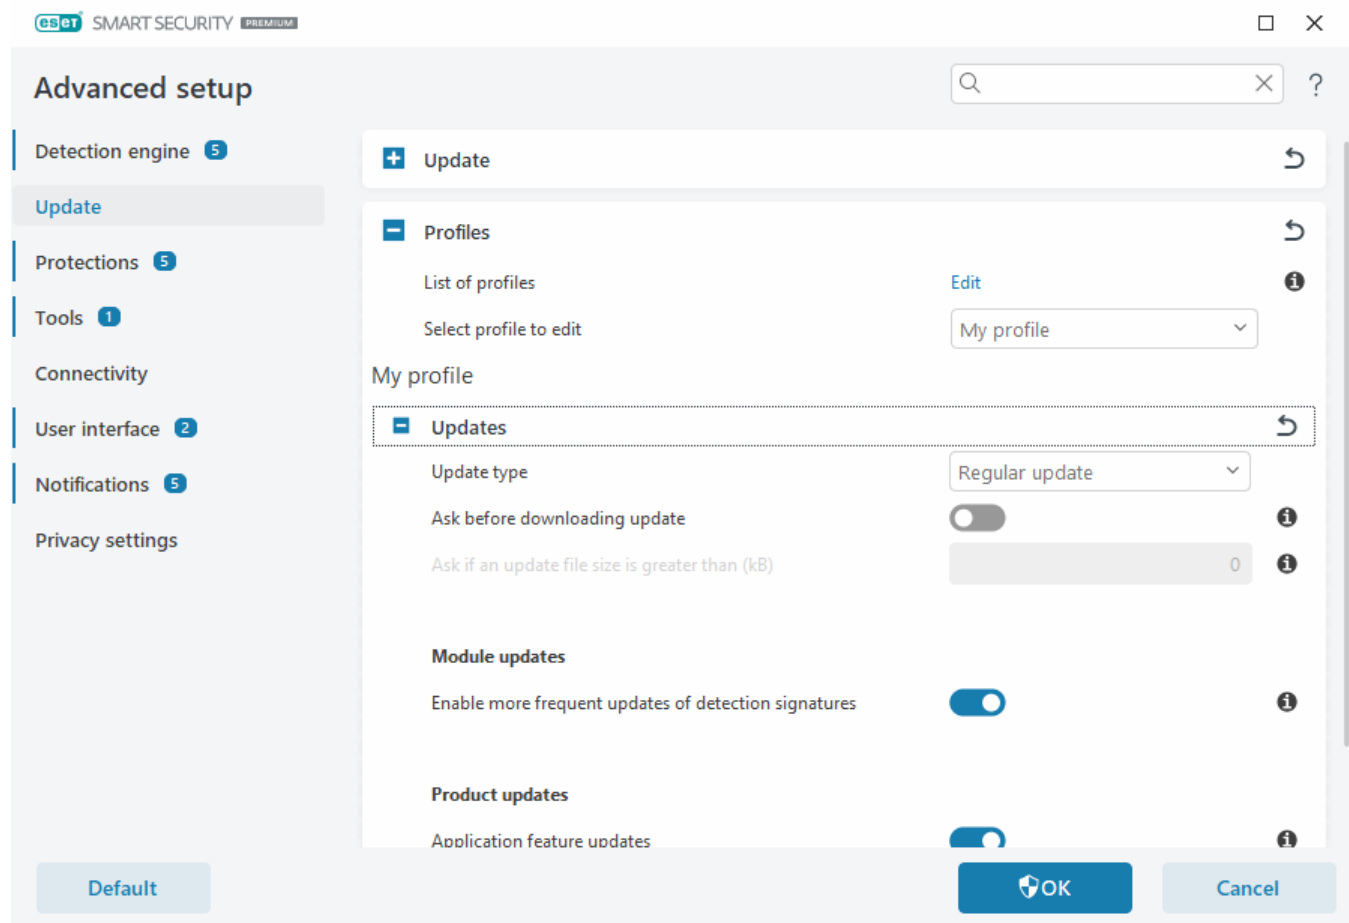 eset SMART SECURITY PREMIUM
Advanced setup
?
Detection engine 5
Update
Protections 5
Tools 1
Connectivity
User interface 2
Notifications 5
Privacy settings
Update
Profiles
List of profiles Edit
Select profile to edit My profile
My profile
Updates
Update type Regular update
Ask before downloading update
Ask if an update file size is greater than (kB) 0
Module updates
Enable more frequent updates of detection signatures
Product updates
Application feature updates
Default OK Cancel